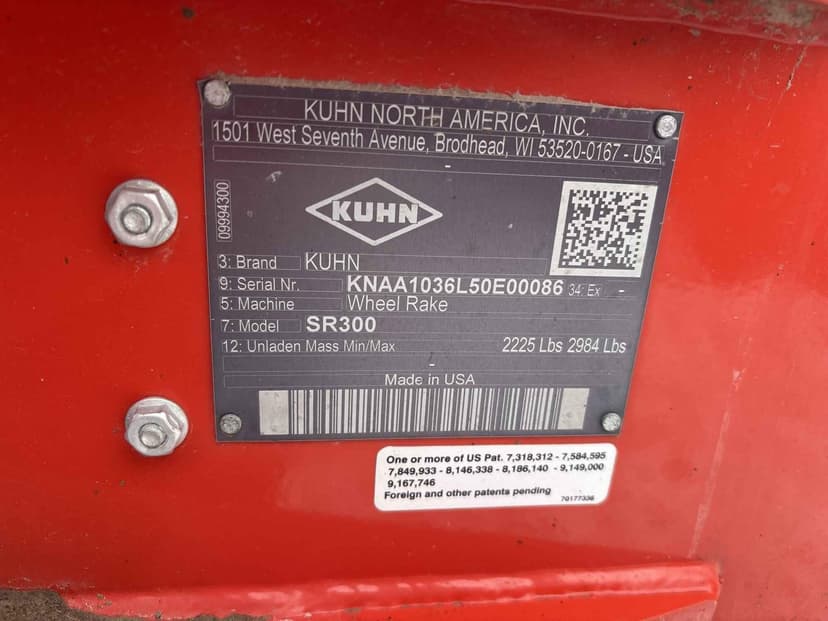 KUHN NORTH AMERICA, INC.
1501 West Seventh Avenue, Brodhead, WI 53520-0167 - USA
09994300
KUHN
3: Brand KUHN
9: Serial Nr. KNAA1036L50E00086 34: Ex -
5: Machine Wheel Rake
7: Model SR300
12: Unladen Mass Min/Max 2225 Lbs 2984 Lbs
-
Made in USA
One or more of US Pat. 7,318,312 - 7,584,595
7,849,933 - 8,146,338 - 8,186,140 - 9,149,000
9,167,746
Foreign and other patents pending 70177336